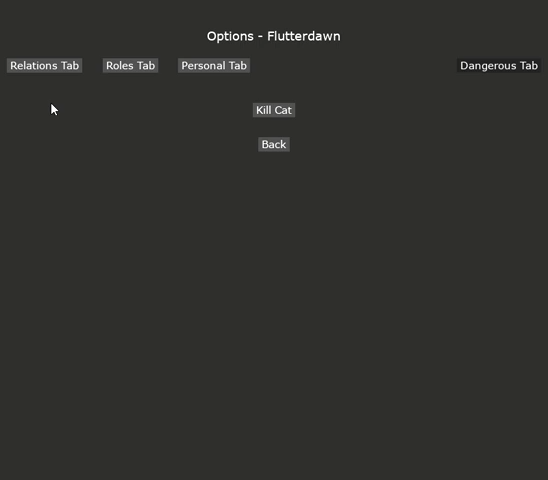 Options - Flutterdawn
Relations Tab Roles Tab Personal Tab Dangerous Tab
Kill Cat
Back